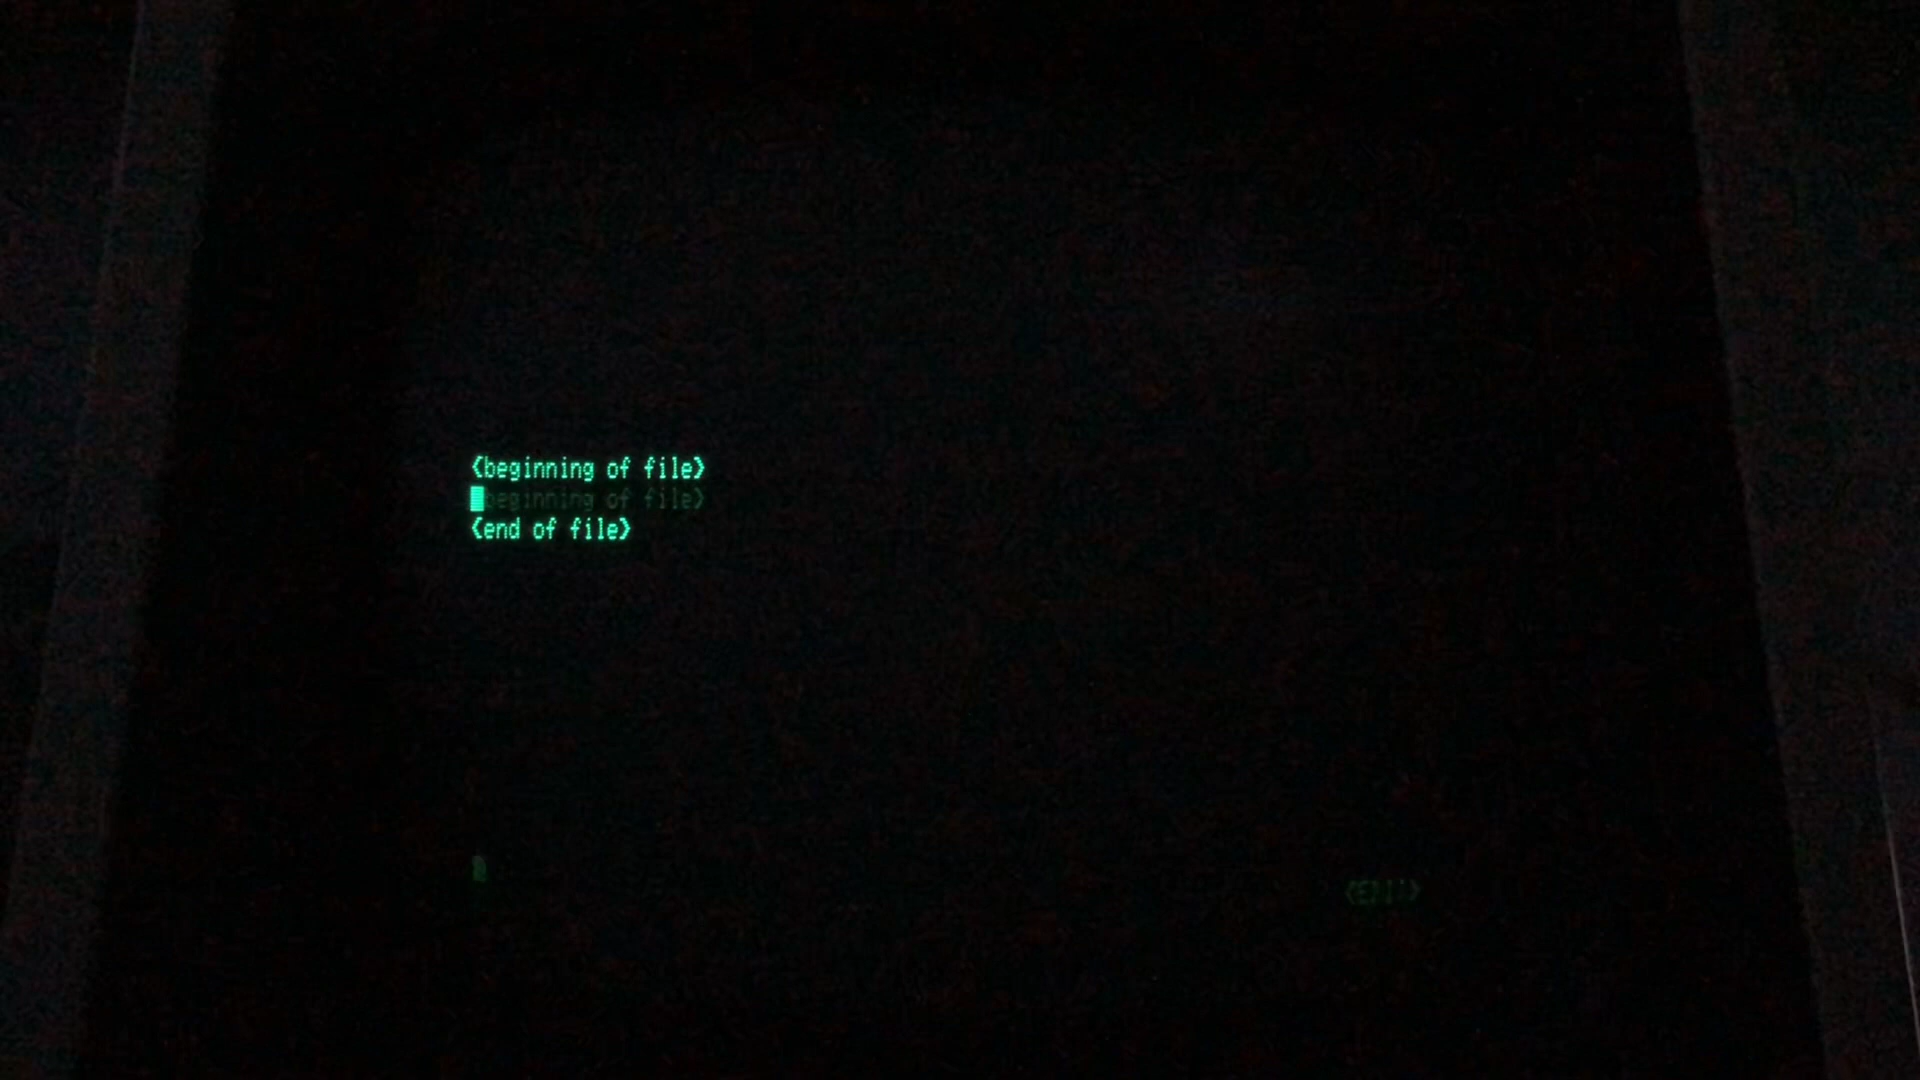 <beginning of file>
beginning of file>
<end of file>